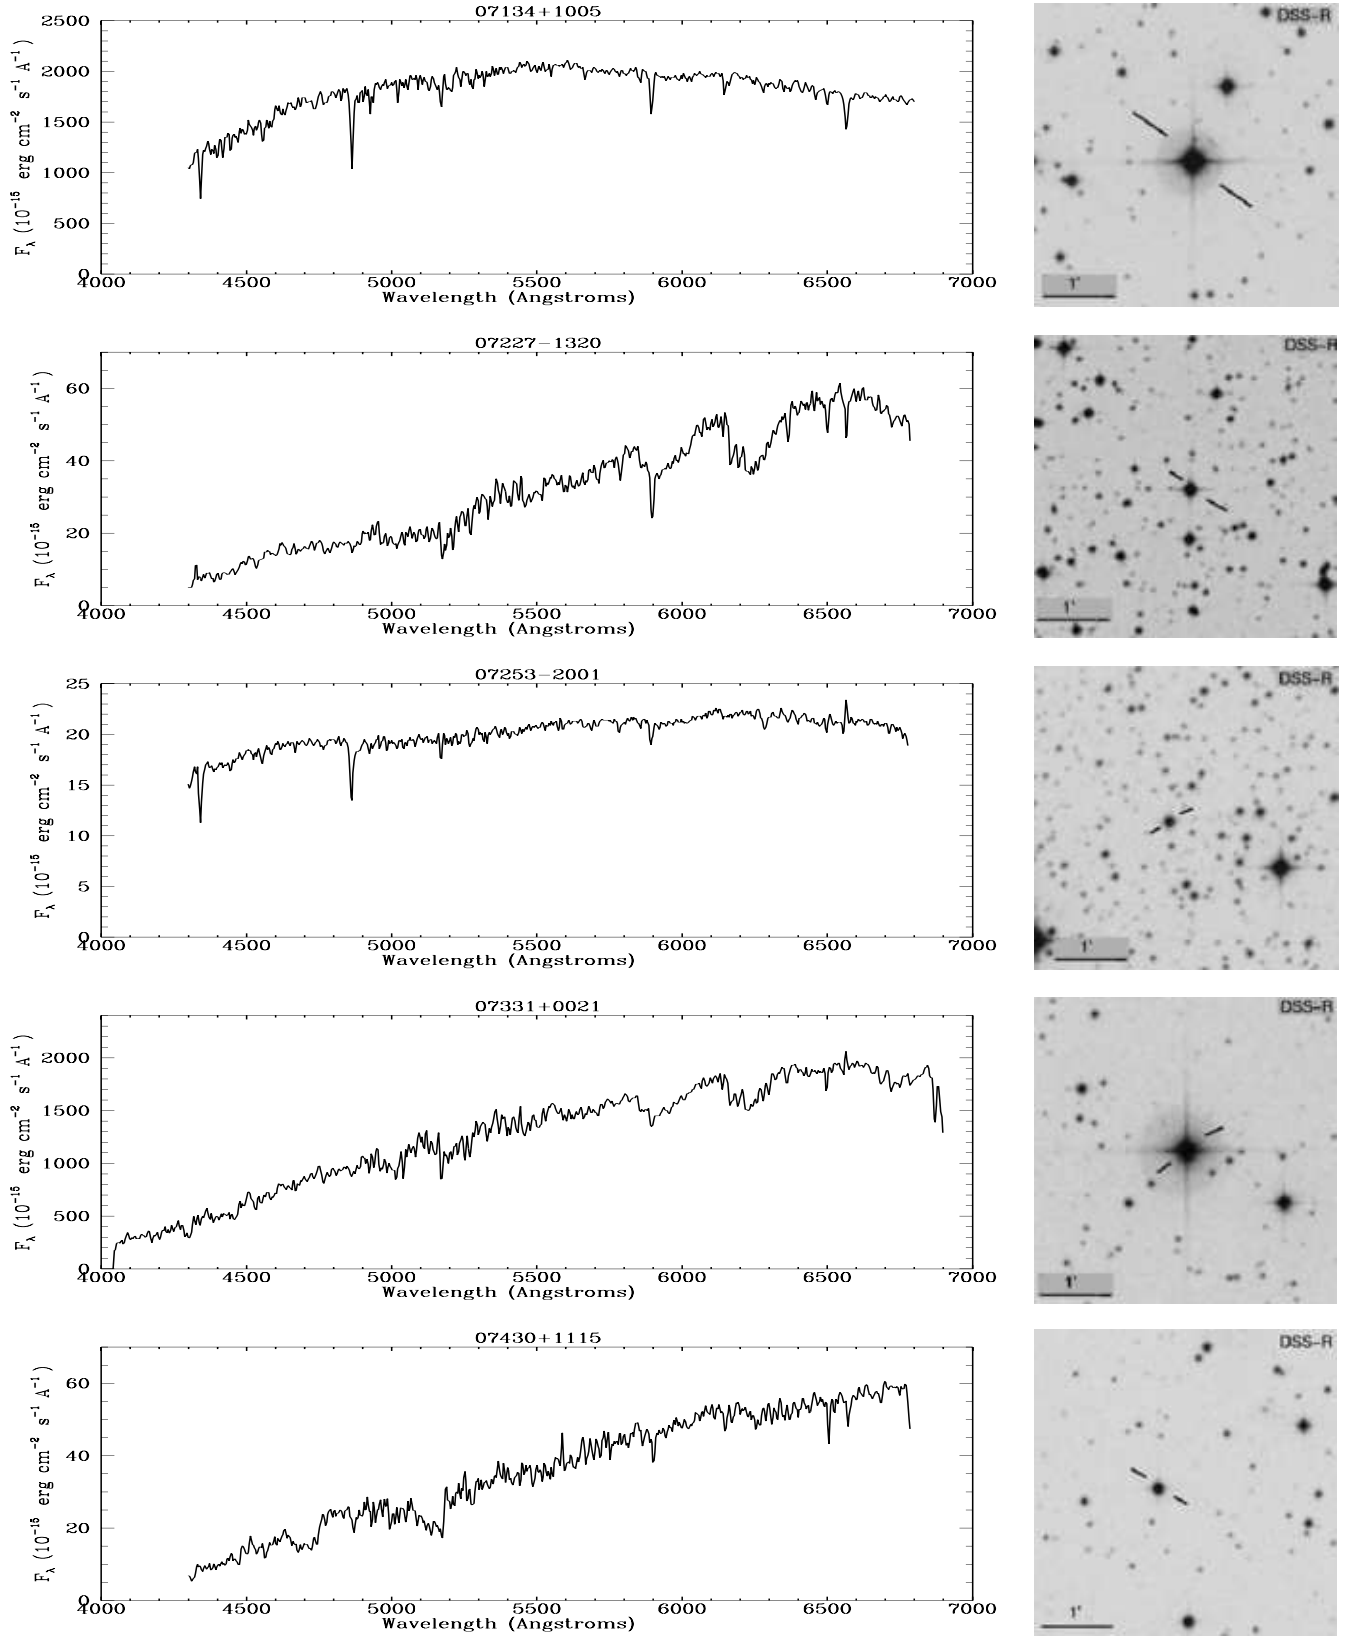 07134+1005
DSS-R
F_λ (10^-15 erg cm^-2 s^-1 A^-1)
2500
2000
1500
1000
500
0
4000 4500 5000 5500 6000 6500 7000
Wavelength (Angstroms)
1'
07227-1320
DSS-R
F_λ (10^-15 erg cm^-2 s^-1 A^-1)
60
40
20
0
4000 4500 5000 5500 6000 6500 7000
Wavelength (Angstroms)
1'
07253-2001
DSS-R
F_λ (10^-15 erg cm^-2 s^-1 A^-1)
25
20
15
10
5
0
4000 4500 5000 5500 6000 6500 7000
Wavelength (Angstroms)
1'
07331+0021
DSS-R
F_λ (10^-15 erg cm^-2 s^-1 A^-1)
2000
1500
1000
500
0
4000 4500 5000 5500 6000 6500 7000
Wavelength (Angstroms)
1'
07430+1115
DSS-R
F_λ (10^-15 erg cm^-2 s^-1 A^-1)
60
40
20
0
4000 4500 5000 5500 6000 6500 7000
Wavelength (Angstroms)
1'